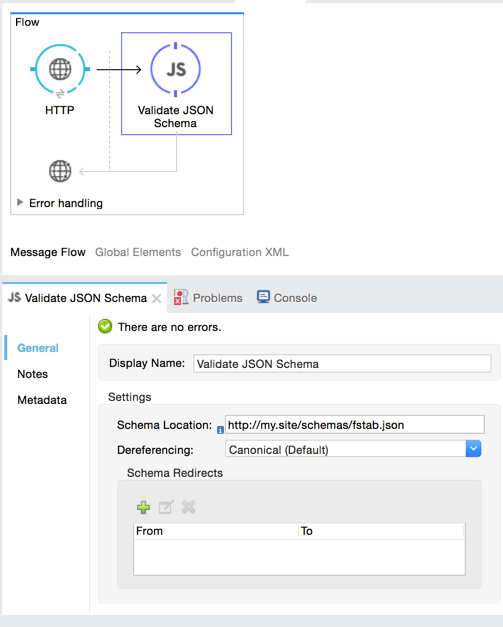 Flow
JS
HTTP
Validate JSON
Schema
Error handling
Message Flow Global Elements Configuration XML
JS Validate JSON Schema Problems Console
There are no errors.
General
Notes
Metadata
Display Name: Validate JSON Schema
Settings
Schema Location: http://my.site/schemas/fstab.json
Dereferencing: Canonical (Default)
Schema Redirects
From To